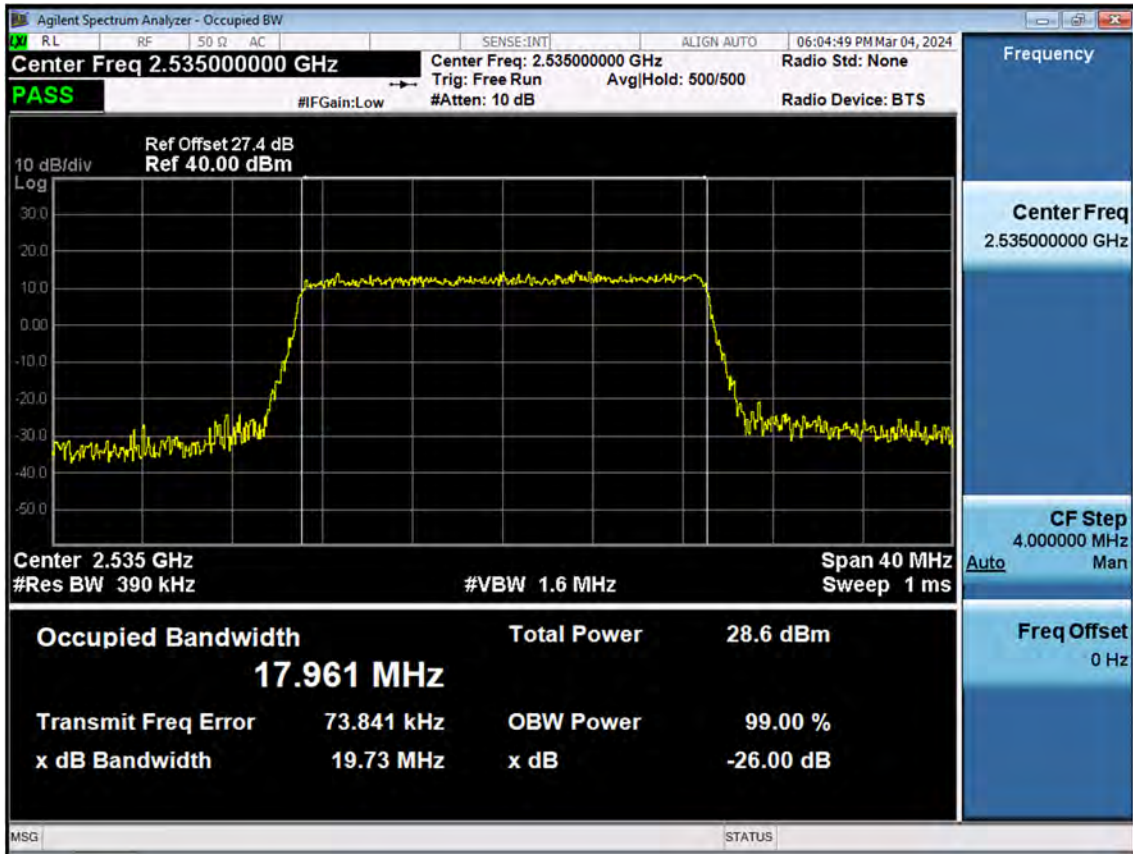 Agilent Spectrum Analyzer - Occupied BW
LXI RL RF 50 Ω AC SENSE:INT ALIGN AUTO 06:04:49 PM Mar 04, 2024
Center Freq 2.535000000 GHz
Center Freq: 2.535000000 GHz
Radio Std: None
Trig: Free Run Avg|Hold: 500/500
PASS
#IFGain:Low
#Atten: 10 dB
Radio Device: BTS
Ref Offset 27.4 dB
10 dB/div Ref 40.00 dBm
Log
30.0
20.0
10.0
0.00
-10.0
-20.0
-30.0
-40.0
-50.0
Center 2.535 GHz Span 40 MHz
#Res BW 390 kHz #VBW 1.6 MHz Sweep 1 ms
Occupied Bandwidth Total Power 28.6 dBm
17.961 MHz
Transmit Freq Error 73.841 kHz OBW Power 99.00 %
x dB Bandwidth 19.73 MHz x dB -26.00 dB
MSG STATUS
Frequency
Center Freq
2.535000000 GHz
CF Step
4.000000 MHz
Auto Man
Freq Offset
0 Hz